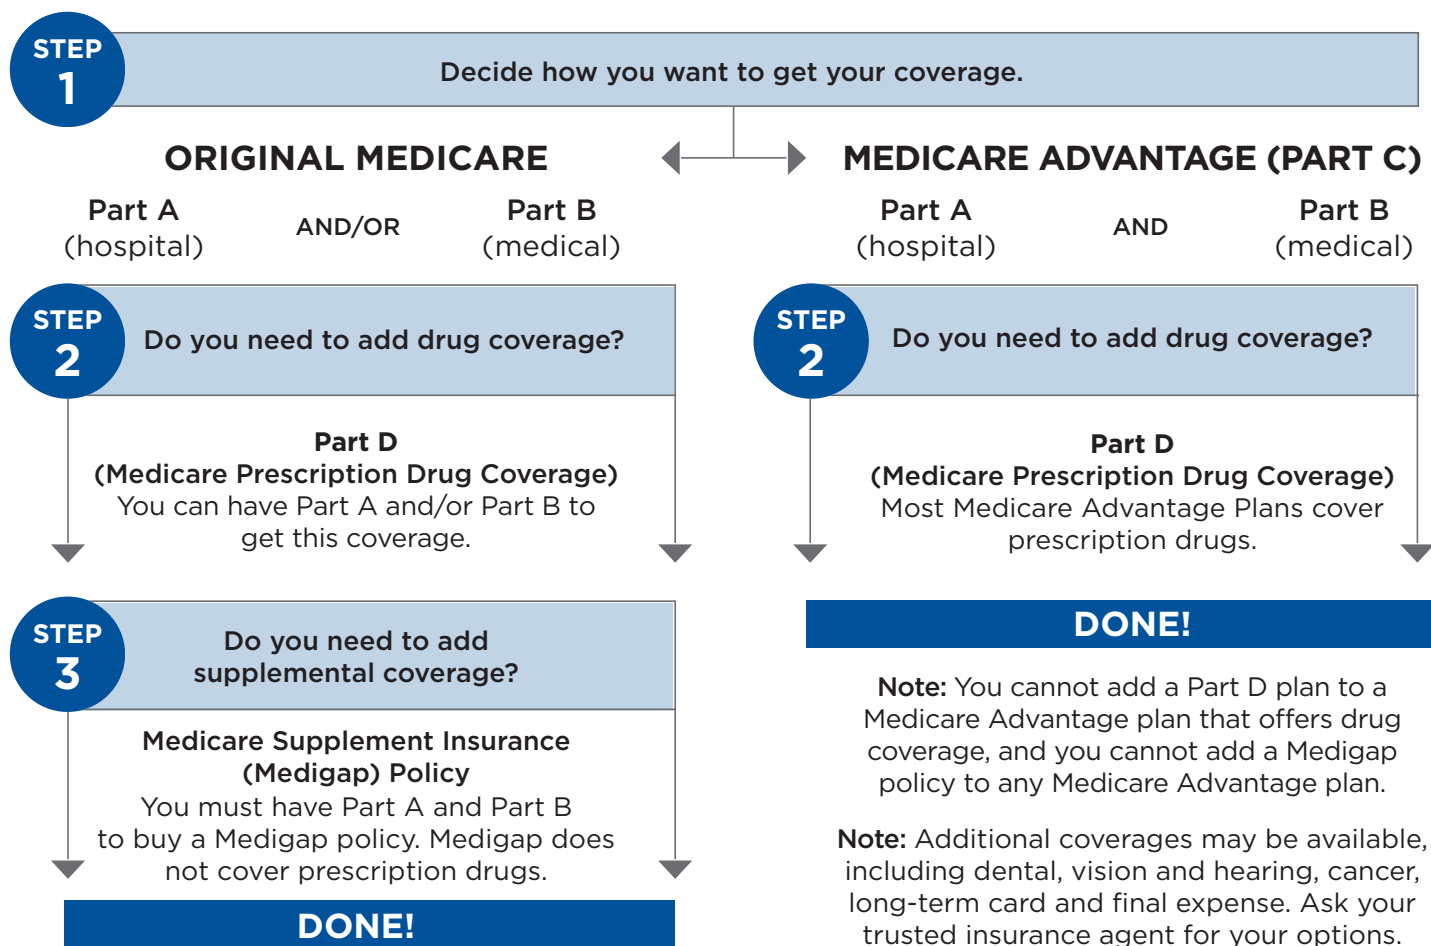 STEP
1
Decide how you want to get your coverage.
ORIGINAL MEDICARE
Part A
(hospital)
AND/OR
Part B
(medical)
STEP
2
Do you need to add drug coverage?
Part D
(Medicare Prescription Drug Coverage)
You can have Part A and/or Part B to
get this coverage.
STEP
3
Do you need to add
supplemental coverage?
Medicare Supplement Insurance
(Medigap) Policy
You must have Part A and Part B
to buy a Medigap policy. Medigap does
not cover prescription drugs.
DONE!
MEDICARE ADVANTAGE (PART C)
Part A
(hospital)
AND
Part B
(medical)
STEP
2
Do you need to add drug coverage?
Part D
(Medicare Prescription Drug Coverage)
Most Medicare Advantage Plans cover
prescription drugs.
DONE!
Note: You cannot add a Part D plan to a
Medicare Advantage plan that offers drug
coverage, and you cannot add a Medigap
policy to any Medicare Advantage plan.
Note: Additional coverages may be available,
including dental, vision and hearing, cancer,
long-term card and final expense. Ask your
trusted insurance agent for your options.